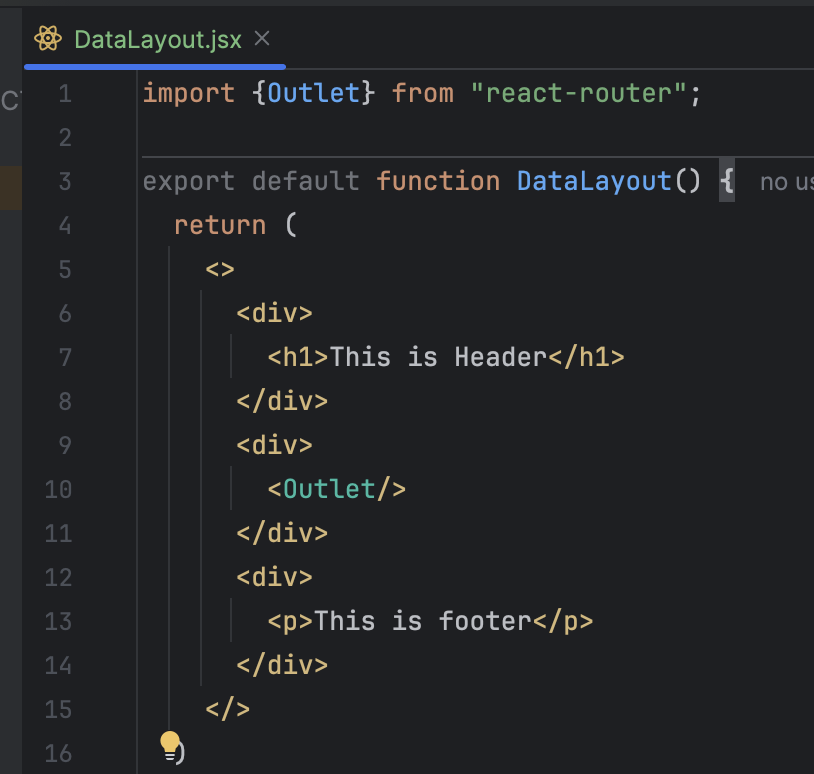 DataLayout.jsx
1 import {Outlet} from "react-router";
2
3 export default function DataLayout() { no us
4   return (
5     <>
6       <div>
7         <h1>This is Header</h1>
8       </div>
9       <div>
10         <Outlet/>
11       </div>
12       <div>
13         <p>This is footer</p>
14       </div>
15     </>
16   )